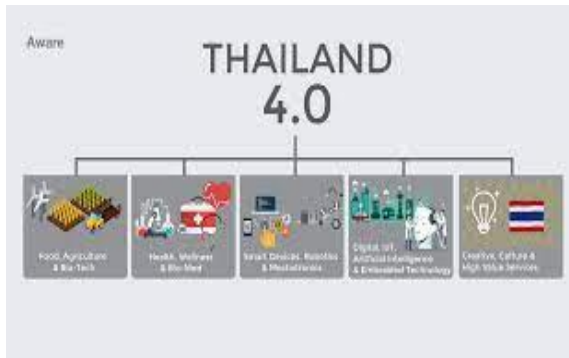 Aware
THAILAND
4.0
Food, Agriculture
& Bio-Tech
Health, Wellness
& Bio-Med
Smart Devices, Robotics
& Mechatronics
Digital, IoT,
Artificial Intelligence
& Embedded Technology
Creative, Culture &
High Value Services